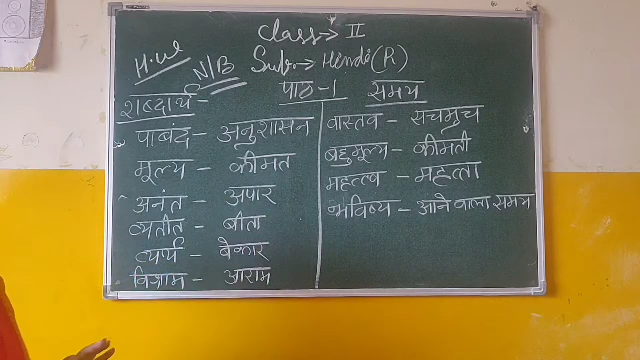 Class → II
H.W
N/B
Sub. → Hindi (R)
पाठ-1 समय
शब्दार्थ -
पाबंद - अनुशासन
मूल्य - कीमत
अनंत - अपार
व्यतीत - बीता
व्यर्थ - बेकार
विश्राम - आराम
वास्तव - सचमुच
बहुमूल्य - कीमती
महत्त्व - महत्ता
भविष्य - आने वाला समय